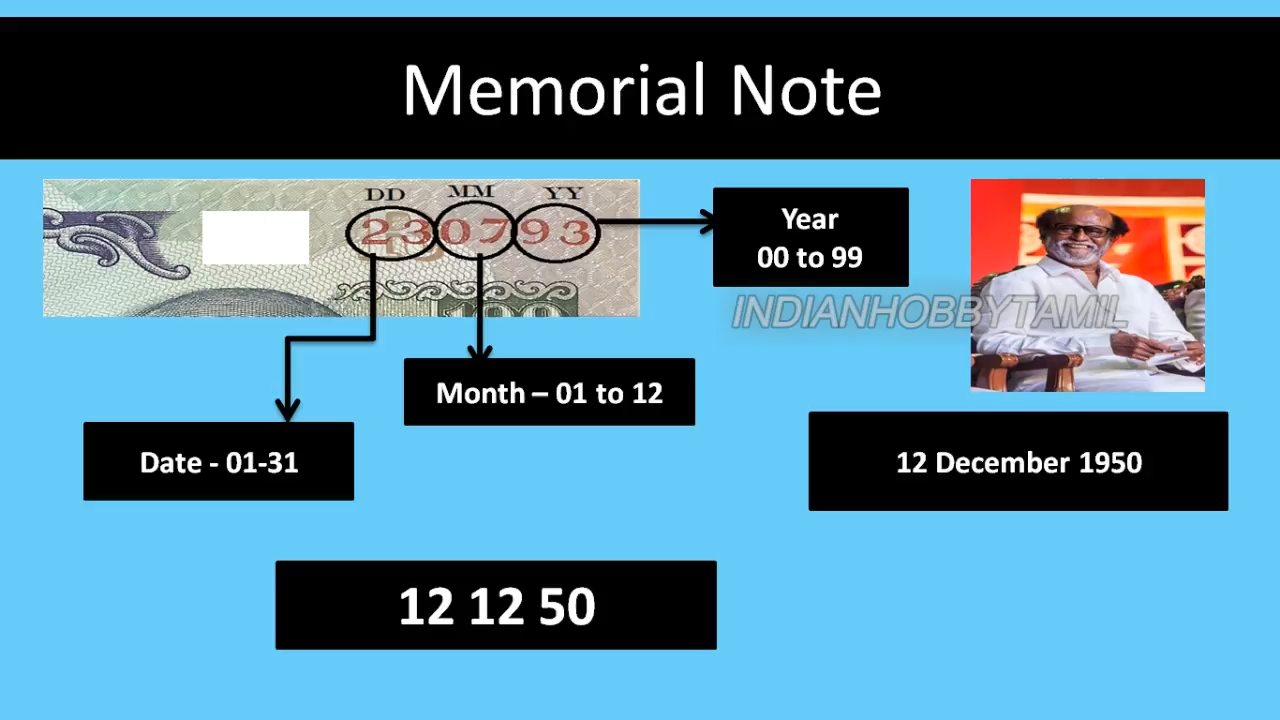 Memorial Note
DD MM YY
230793
Year
00 to 99
INDIANHOBBYTAMIL
Month – 01 to 12
Date - 01-31
12 December 1950
12 12 50
100